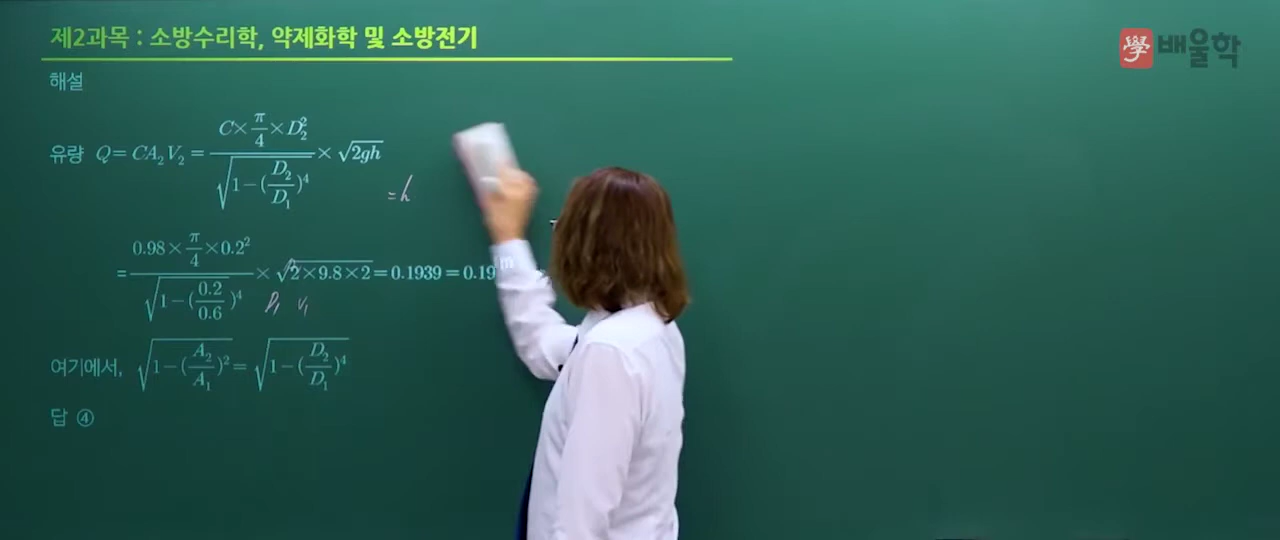 제2과목 : 소방수리학, 약제화학 및 소방전기
學 배울학
해설
유량 Q = CA₂V₂ = (C × π/4 × D₂²) / √(1 − (D₂/D₁)⁴) × √(2gh)
= h
= (0.98 × π/4 × 0.2²) / √(1 − (0.2/0.6)⁴) × √(2 × 9.8 × 2) = 0.1939 = 0.19
P₁ V₁
여기에서, √(1 − (A₂/A₁)²) = √(1 − (D₂/D₁)⁴)
답 ④